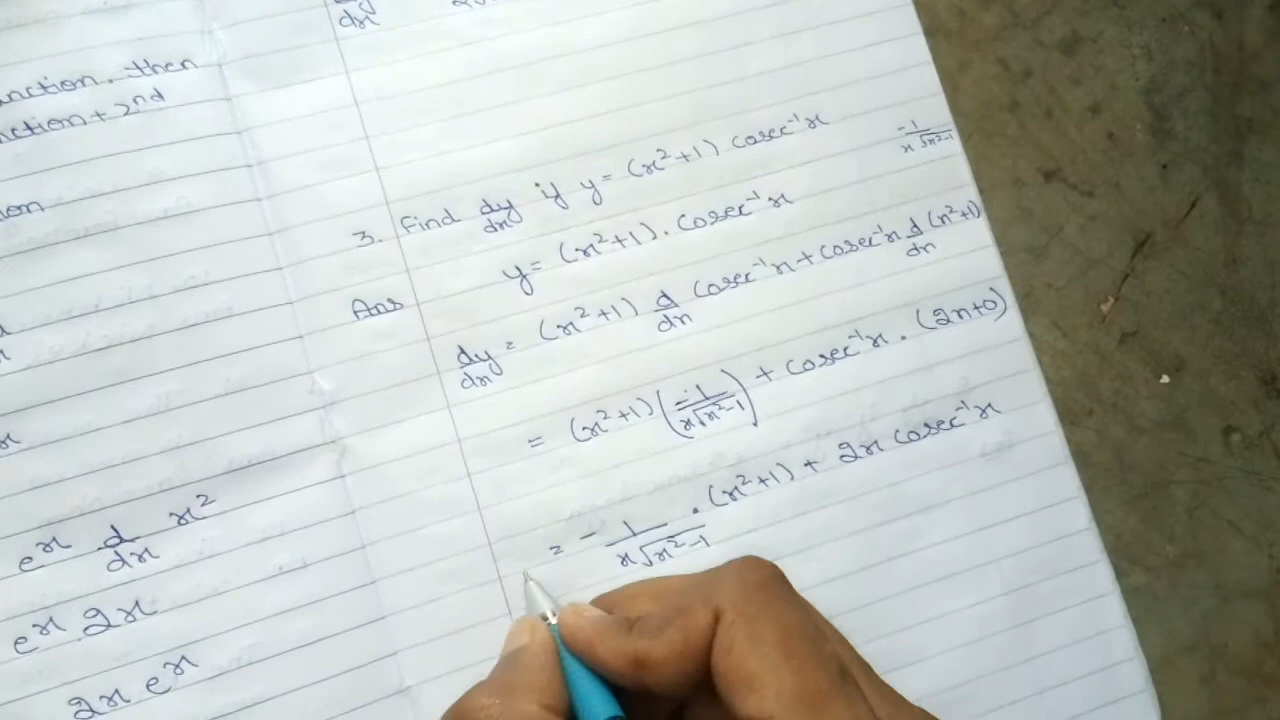 unction. then
nction + 2nd
ion
x
e^x d/dx x²
e^x 2x
2x e^x
dx
3. Find dy/dx if y = (x²+1) cosec⁻¹x
-1/x√x²-1
Ans y = (x²+1) . cosec⁻¹x
dy/dx = (x²+1) d/dx cosec⁻¹x + cosec⁻¹x d/dx (x²+1)
= (x²+1) (-1/x√x²-1) + cosec⁻¹x . (2x+0)
= - 1/x√x²-1 . (x²+1) + 2x cosec⁻¹x